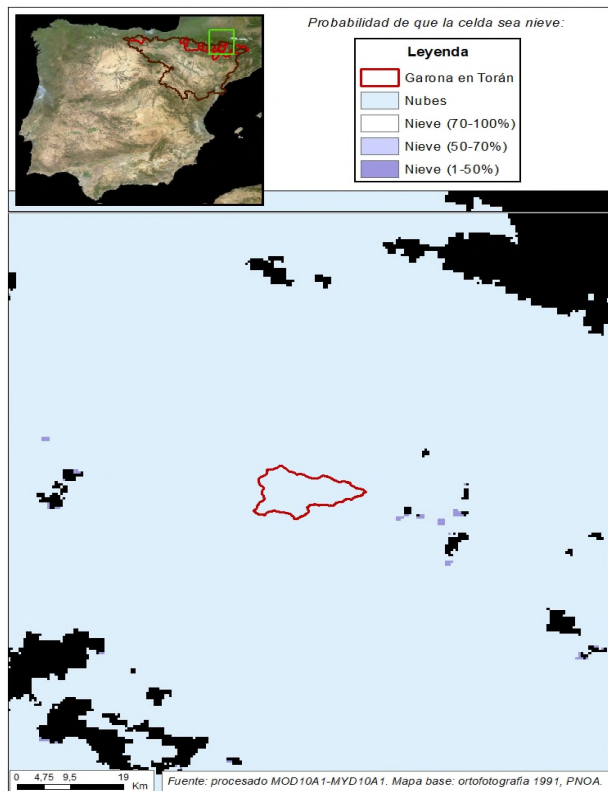 Probabilidad de que la celda sea nieve:
Leyenda
Garona en Torán
Nubes
Nieve (70-100%)
Nieve (50-70%)
Nieve (1-50%)
0 4,75 9,5 19
Km
Fuente: procesado MOD10A1-MYD10A1. Mapa base: ortofotografía 1991, PNOA.